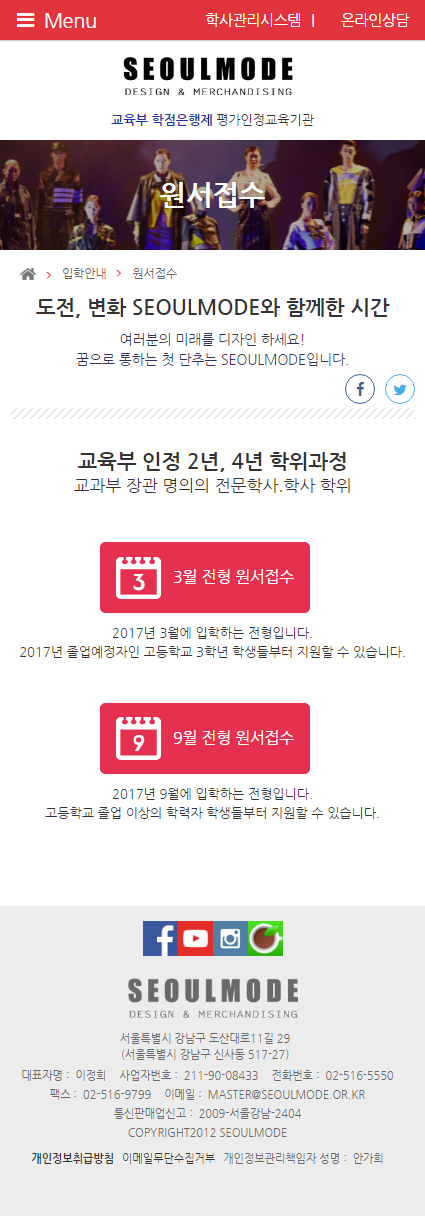 Menu
학사관리시스템 | 온라인상담
SEOULMODE
DESIGN & MERCHANDISING
교육부 학점은행제 평가인정교육기관
원서접수
입학안내 > 원서접수
도전, 변화 SEOULMODE와 함께한 시간
여러분의 미래를 디자인 하세요!
꿈으로 통하는 첫 단추는 SEOULMODE입니다.
교육부 인정 2년, 4년 학위과정
교과부 장관 명의의 전문학사.학사 학위
3 3월 전형 원서접수
2017년 3월에 입학하는 전형입니다.
2017년 졸업예정자인 고등학교 3학년 학생들부터 지원할 수 있습니다.
9 9월 전형 원서접수
2017년 9월에 입학하는 전형입니다.
고등학교 졸업 이상의 학력자 학생들부터 지원할 수 있습니다.
SEOULMODE
DESIGN & MERCHANDISING
서울특별시 강남구 도산대로11길 29
(서울특별시 강남구 신사동 517-27)
대표자명 : 이정희 사업자번호 : 211-90-08433 전화번호 : 02-516-5550
팩스 : 02-516-9799 이메일 : MASTER@SEOULMODE.OR.KR
통신판매업신고 : 2009-서울강남-2404
COPYRIGHT2012 SEOULMODE
개인정보취급방침 이메일무단수집거부 개인정보관리책임자 성명 : 안가희